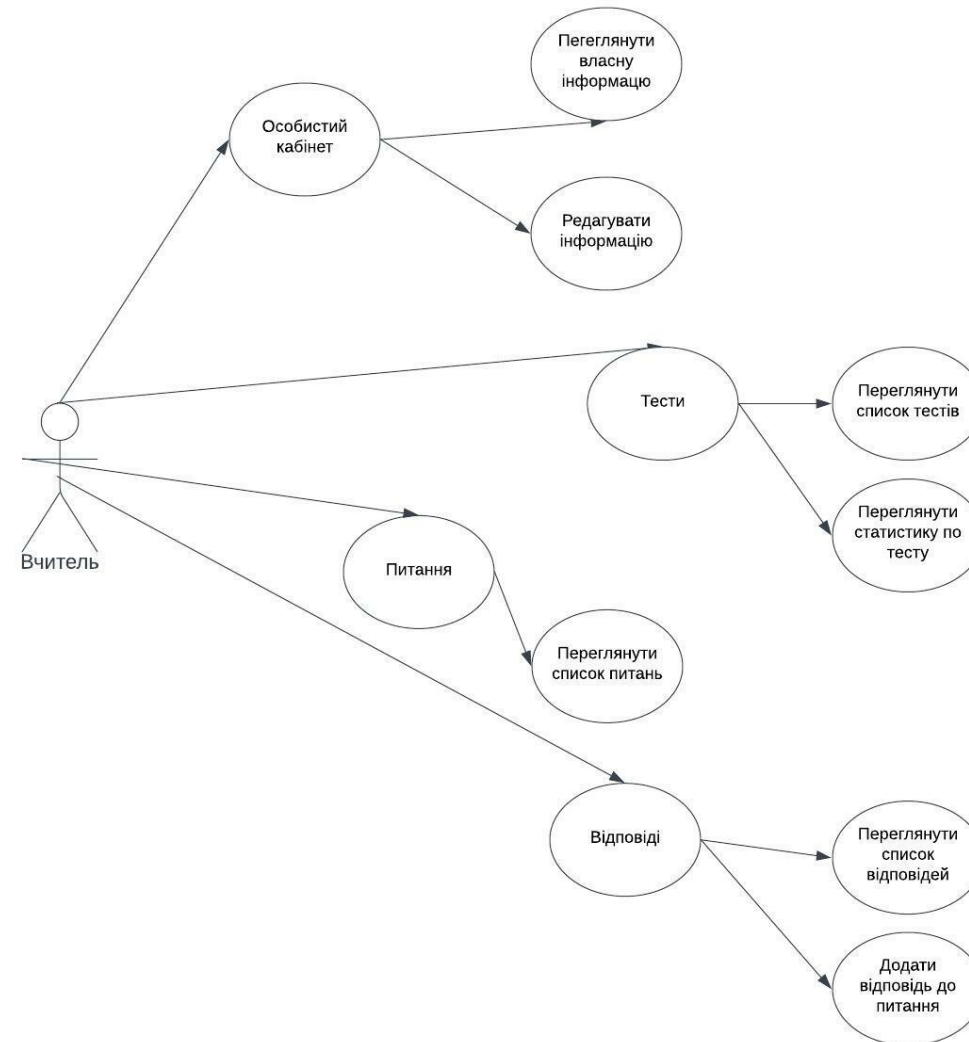 Пегеглянути
власну
інформацю
Особистий
кабінет
Редагувати
інформацію
Тести
Переглянути
список тестів
Переглянути
статистику по
тесту
Вчитель
Питання
Переглянути
список питань
Відповіді
Переглянути
список
відповідей
Додати
відповідь до
питання